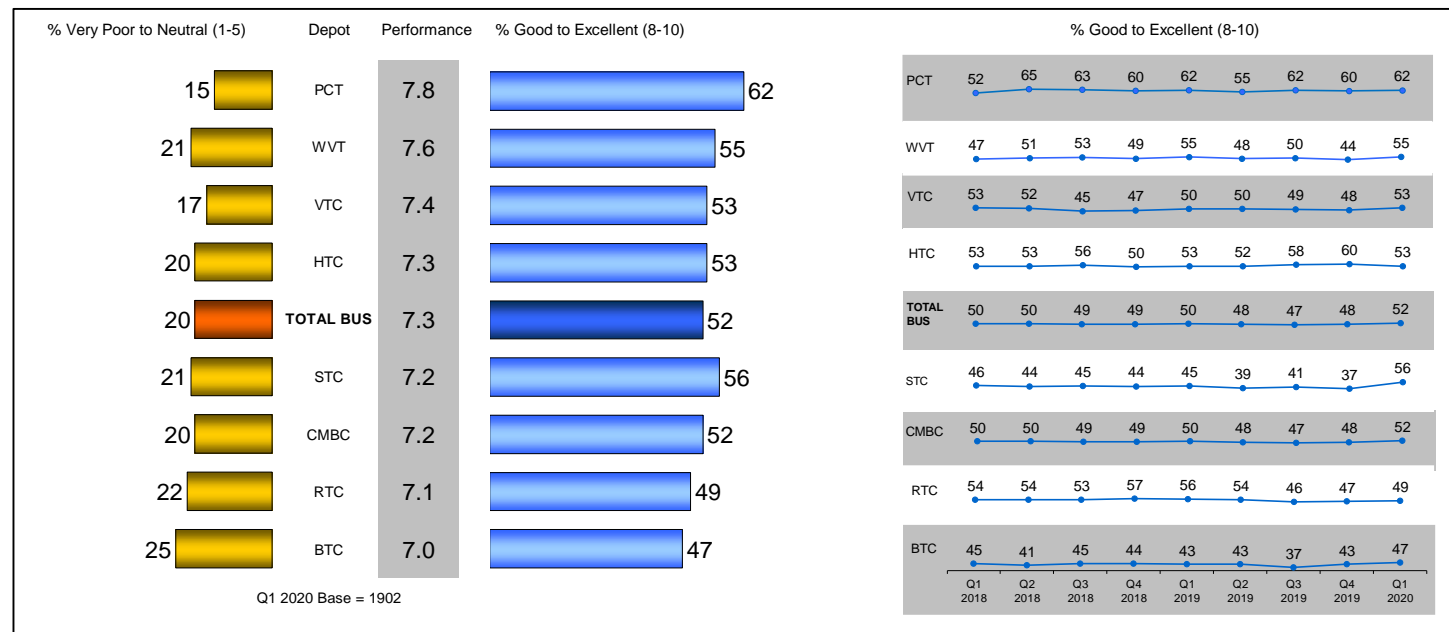 % Very Poor to Neutral (1-5) Depot Performance % Good to Excellent (8-10)
15 PCT 7.8 62
21 WVT 7.6 55
17 VTC 7.4 53
20 HTC 7.3 53
20 TOTAL BUS 7.3 52
21 STC 7.2 56
20 CMBC 7.2 52
22 RTC 7.1 49
25 BTC 7.0 47
Q1 2020 Base = 1902
% Good to Excellent (8-10)
PCT 52 65 63 60 62 55 62 60 62
WVT 47 51 53 49 55 48 50 44 55
VTC 53 52 45 47 50 50 49 48 53
HTC 53 53 56 50 53 52 58 60 53
TOTAL
BUS 50 50 49 49 50 48 47 48 52
STC 46 44 45 44 45 39 41 37 56
CMBC 50 50 49 49 50 48 47 48 52
RTC 54 54 53 57 56 54 46 47 49
BTC 45 41 45 44 43 43 37 43 47
Q1 Q2 Q3 Q4 Q1 Q2 Q3 Q4 Q1
2018 2018 2018 2018 2019 2019 2019 2019 2020